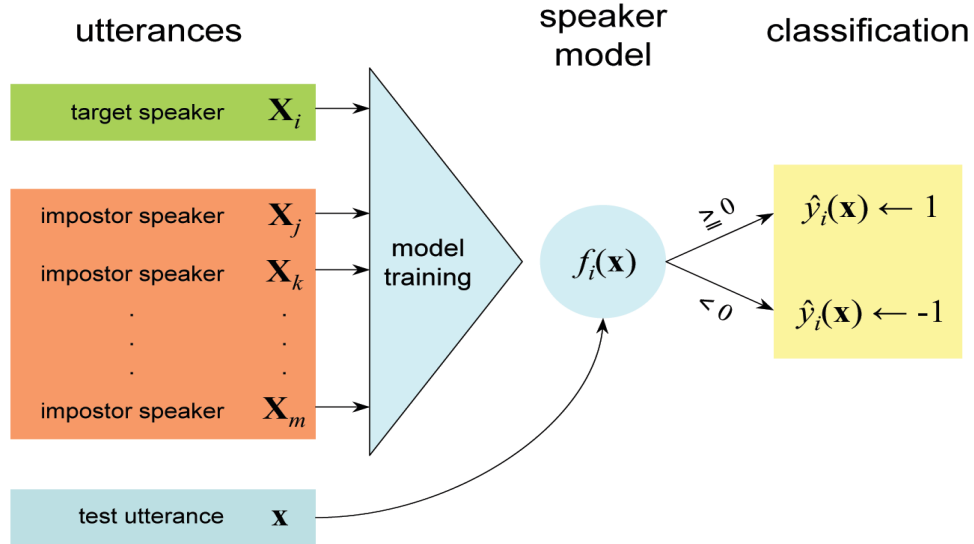 utterances
speaker
model
classification
target speaker X_i
impostor speaker X_j
impostor speaker X_k
. .
. .
. .
impostor speaker X_m
test utterance x
model
training
f_i(x)
≥ 0
< 0
ŷ_i(x) ← 1
ŷ_i(x) ← -1